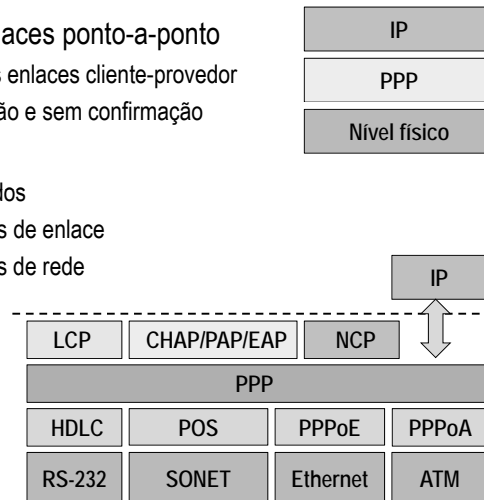 aces ponto-a-ponto
s enlaces cliente-provedor
ão e sem confirmação
dos
s de enlace
s de rede
IP
PPP
Nível físico
IP
LCP CHAP/PAP/EAP NCP
PPP
HDLC POS PPPoE PPPoA
RS-232 SONET Ethernet ATM